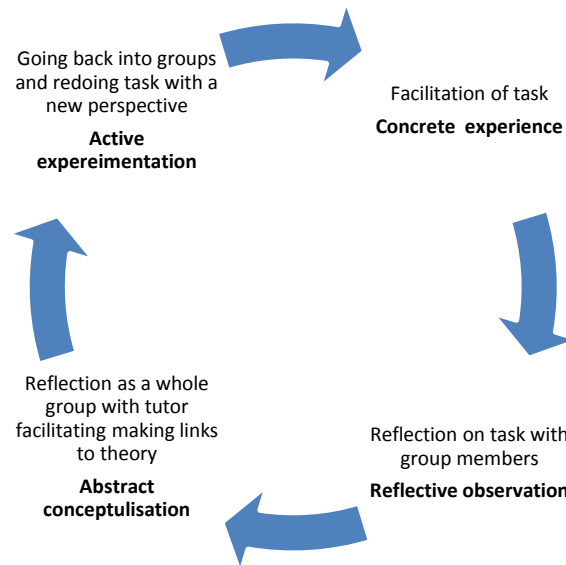 Going back into groups
and redoing task with a
new perspective
Active
expereimentation
Facilitation of task
Concrete experience
Reflection on task with
group members
Reflective observation
Reflection as a whole
group with tutor
facilitating making links
to theory
Abstract
conceptulisation